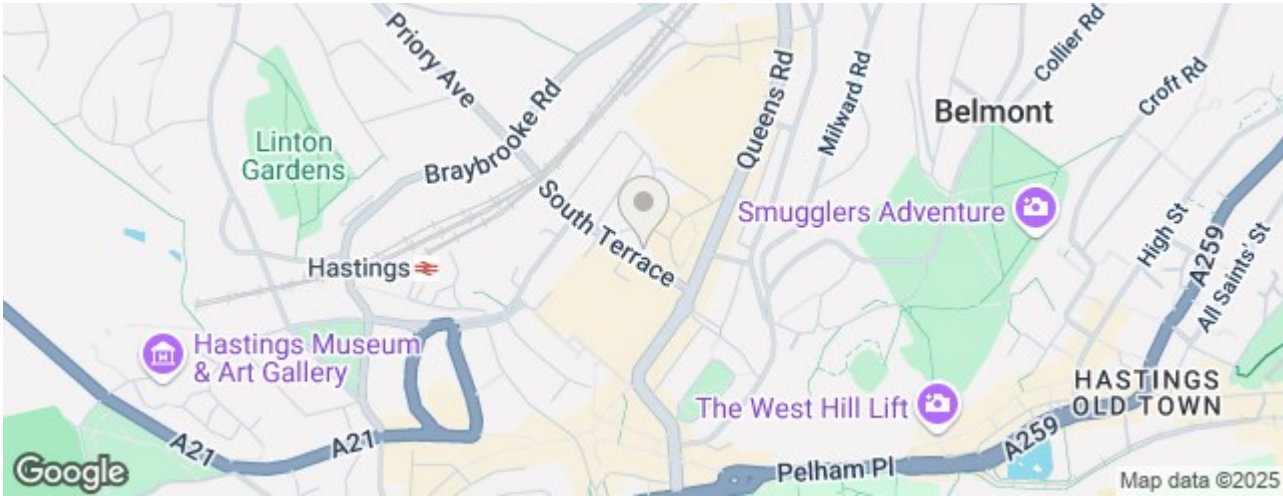 Priory Ave
Braybrooke Rd
Queens Rd
Milward Rd
Collier Rd
Croft Rd
Belmont
Linton
Gardens
South Terrace
Smugglers Adventure
High St
A259
All Saints' St
Hastings
Hastings Museum
& Art Gallery
The West Hill Lift
HASTINGS
OLD TOWN
A21
A21
A259
Pelham Pl
Google
Map data ©2025